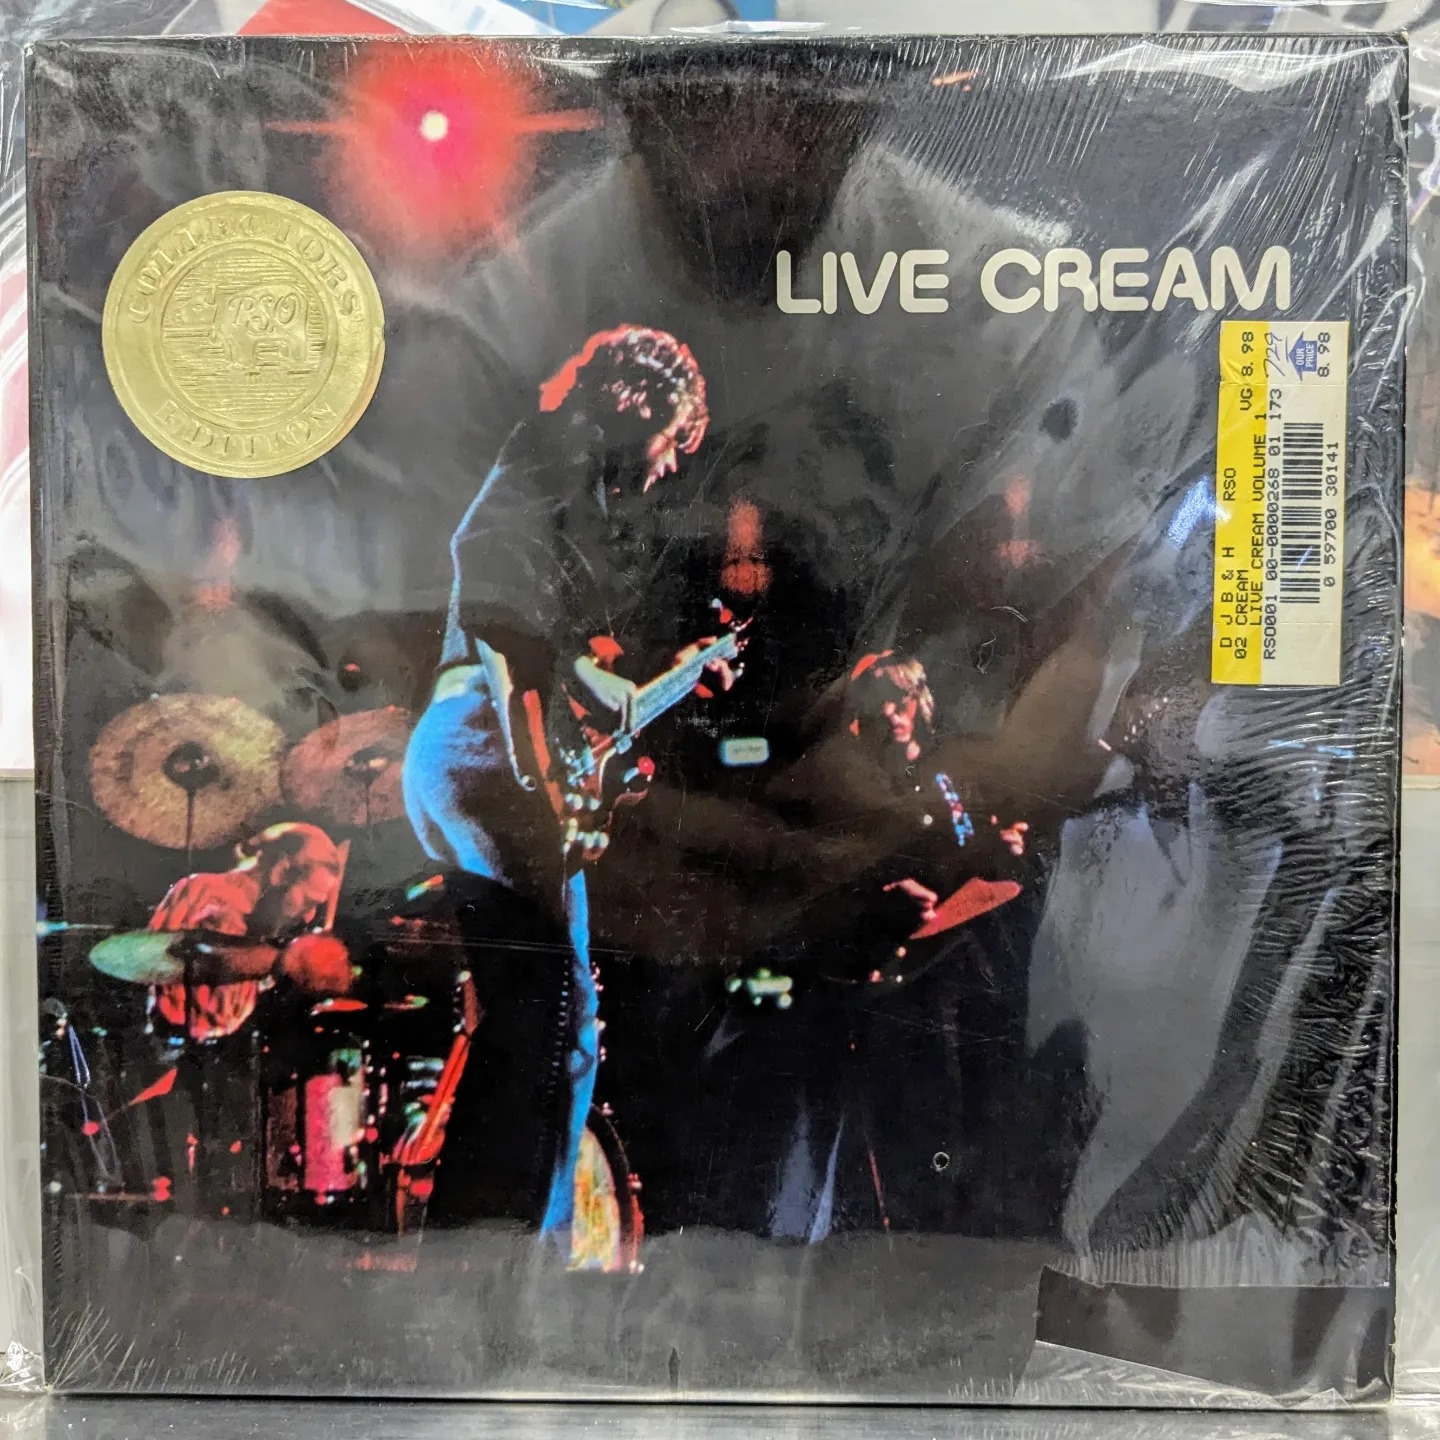 LIVE CREAM
COLLECTORS
RSO
EDITION
D J B & H RSO VG 8.98
02 CREAM
LIVE CREAM VOLUME 1
RSO001 00-0000268 01 173
729
OUR
PRICE
8.98
0 59700 30141